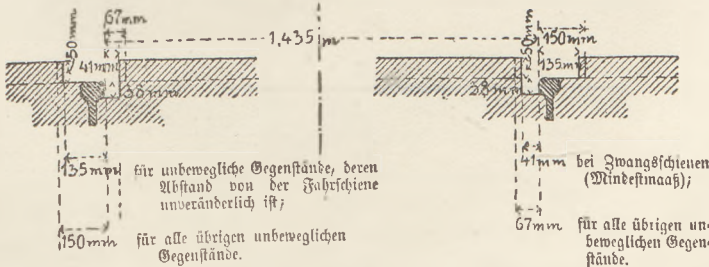 67mm
50mm
41mm
1,435 m
38mm
50mm
150mm
135mm
38mm
135mm für unbewegliche Gegenstände, deren
Abstand von der Fahrschiene
unveränderlich ist;
150mm für alle übrigen unbeweglichen
Gegenstände.
41mm bei Zwangsschienen
(Mindestmaaß);
67mm für alle übrigen un-
beweglichen Gegen-
stände.